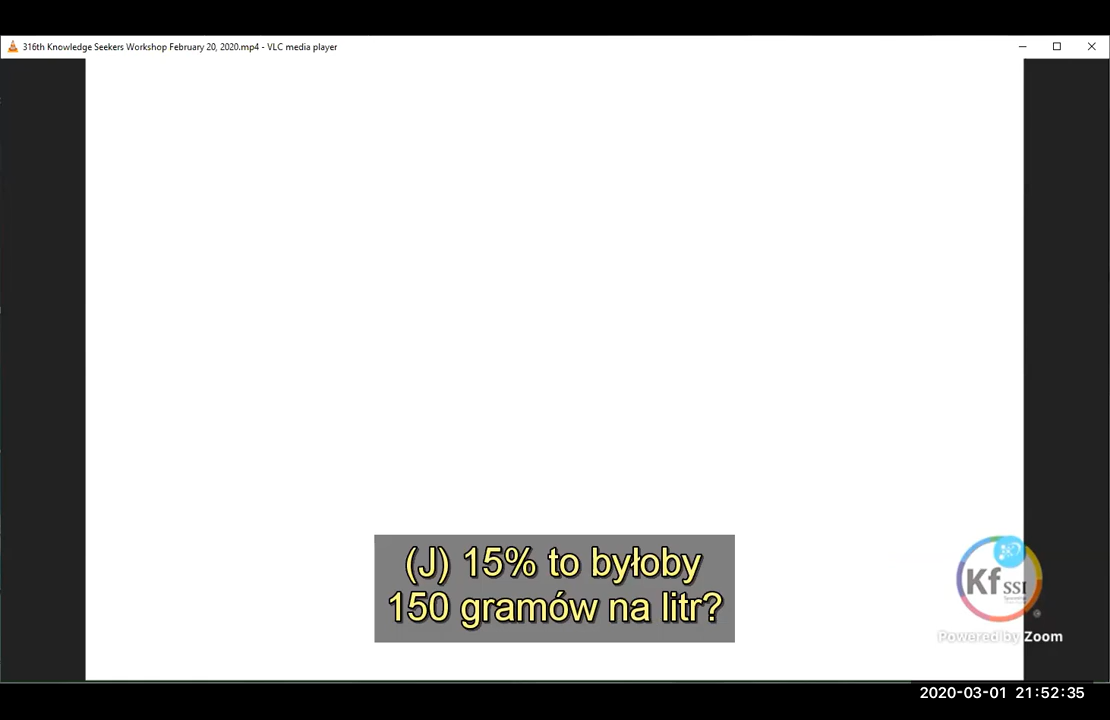 316th Knowledge Seekers Workshop February 20, 2020.mp4 - VLC media player
(J) 15% to byłoby
150 gramów na litr?
Kf SSI
Powered by Zoom
2020-03-01 21:52:35